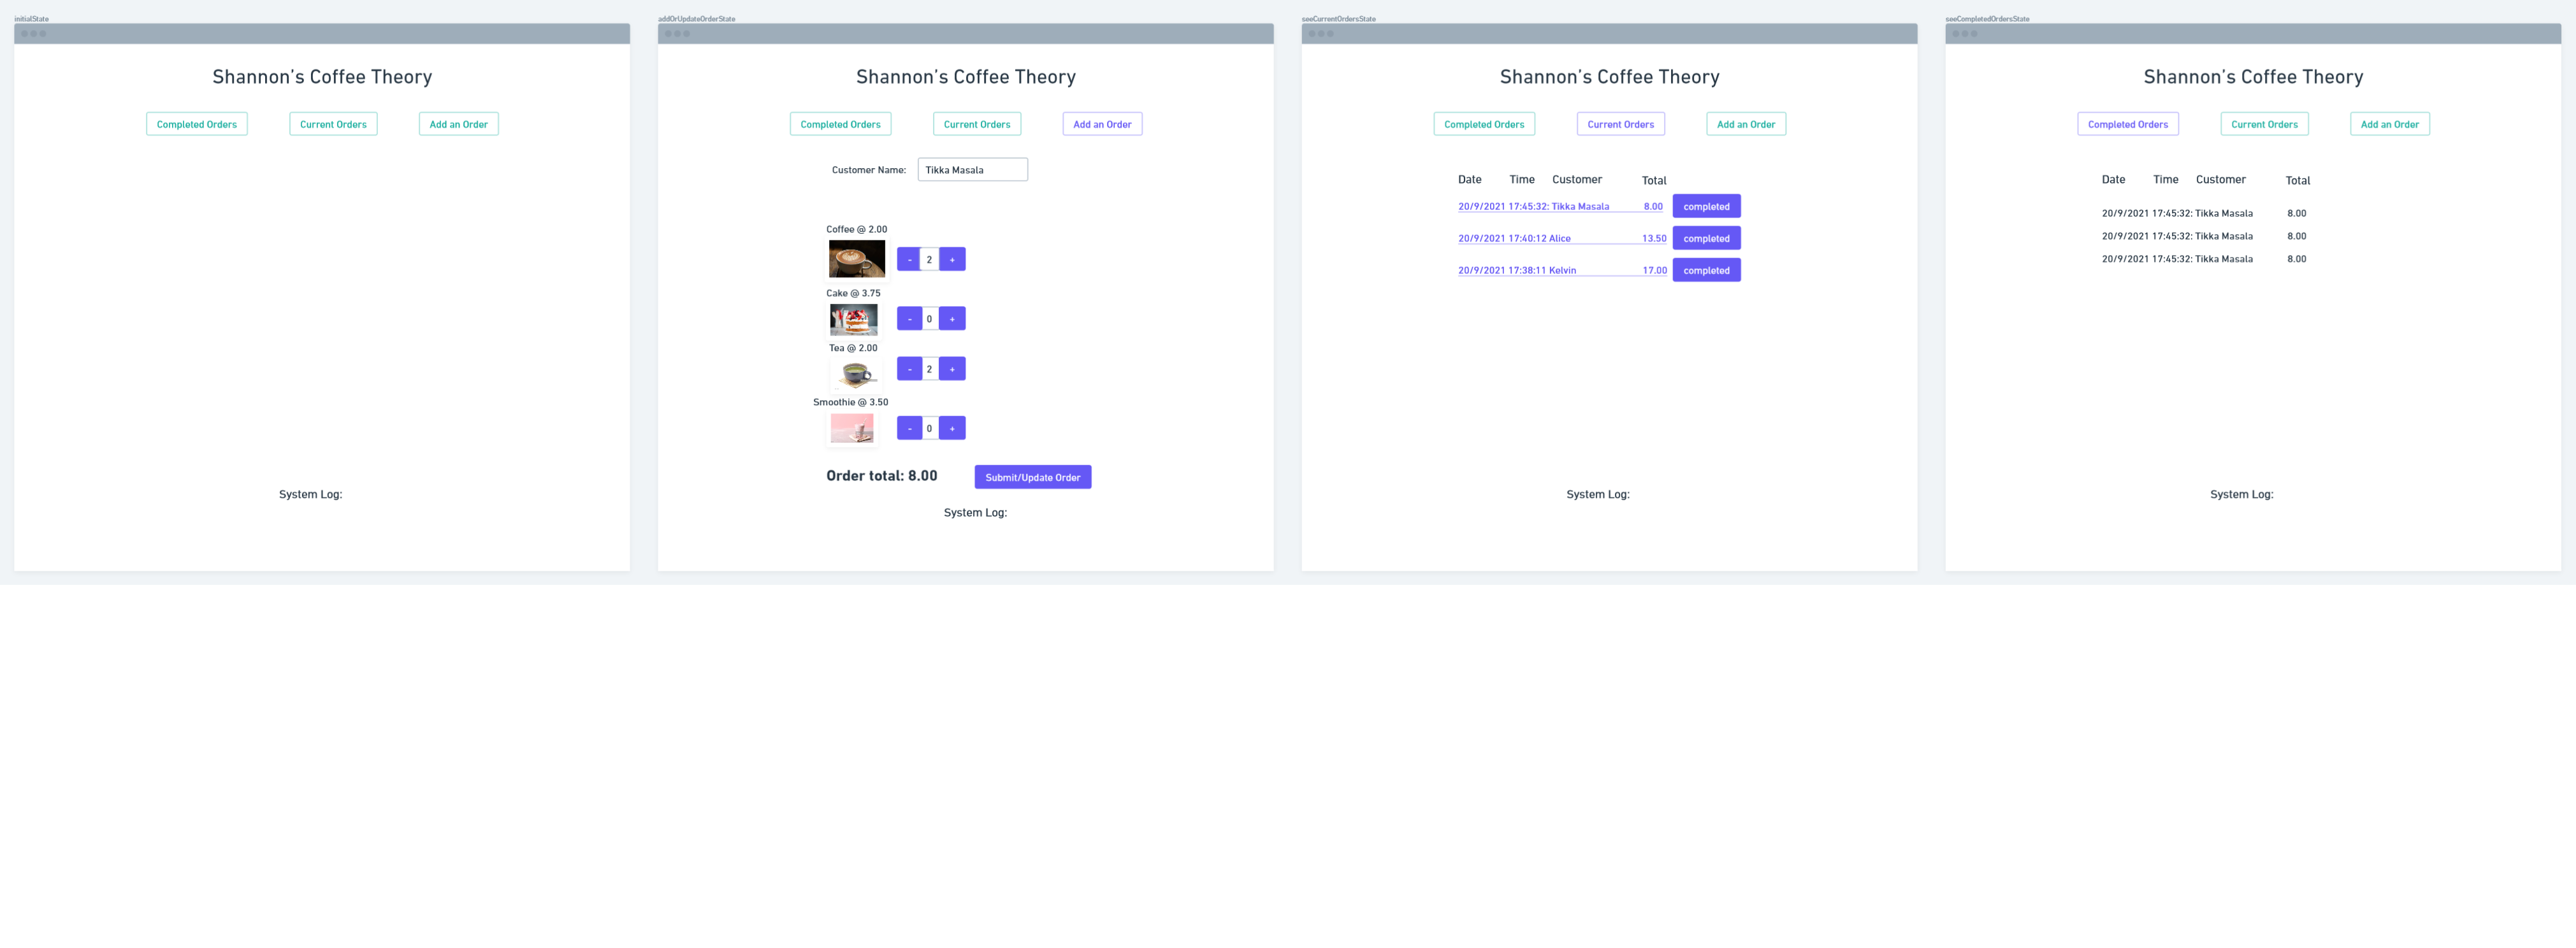 initialState
Shannon's Coffee Theory
Completed Orders
Current Orders
Add an Order
System Log:
addOrUpdateOrderState
Shannon's Coffee Theory
Completed Orders
Current Orders
Add an Order
Customer Name:
Tikka Masala
Coffee @ 2.00
- 2 +
Cake @ 3.75
- 0 +
Tea @ 2.00
- 2 +
Smoothie @ 3.50
- 0 +
Order total: 8.00
Submit/Update Order
System Log:
seeCurrentOrdersState
Shannon's Coffee Theory
Completed Orders
Current Orders
Add an Order
Date Time Customer Total
20/9/2021 17:45:32: Tikka Masala 8.00 completed
20/9/2021 17:40:12 Alice 13.50 completed
20/9/2021 17:38:11 Kelvin 17.00 completed
System Log:
seeCompletedOrdersState
Shannon's Coffee Theory
Completed Orders
Current Orders
Add an Order
Date Time Customer Total
20/9/2021 17:45:32: Tikka Masala 8.00
20/9/2021 17:45:32: Tikka Masala 8.00
20/9/2021 17:45:32: Tikka Masala 8.00
System Log: